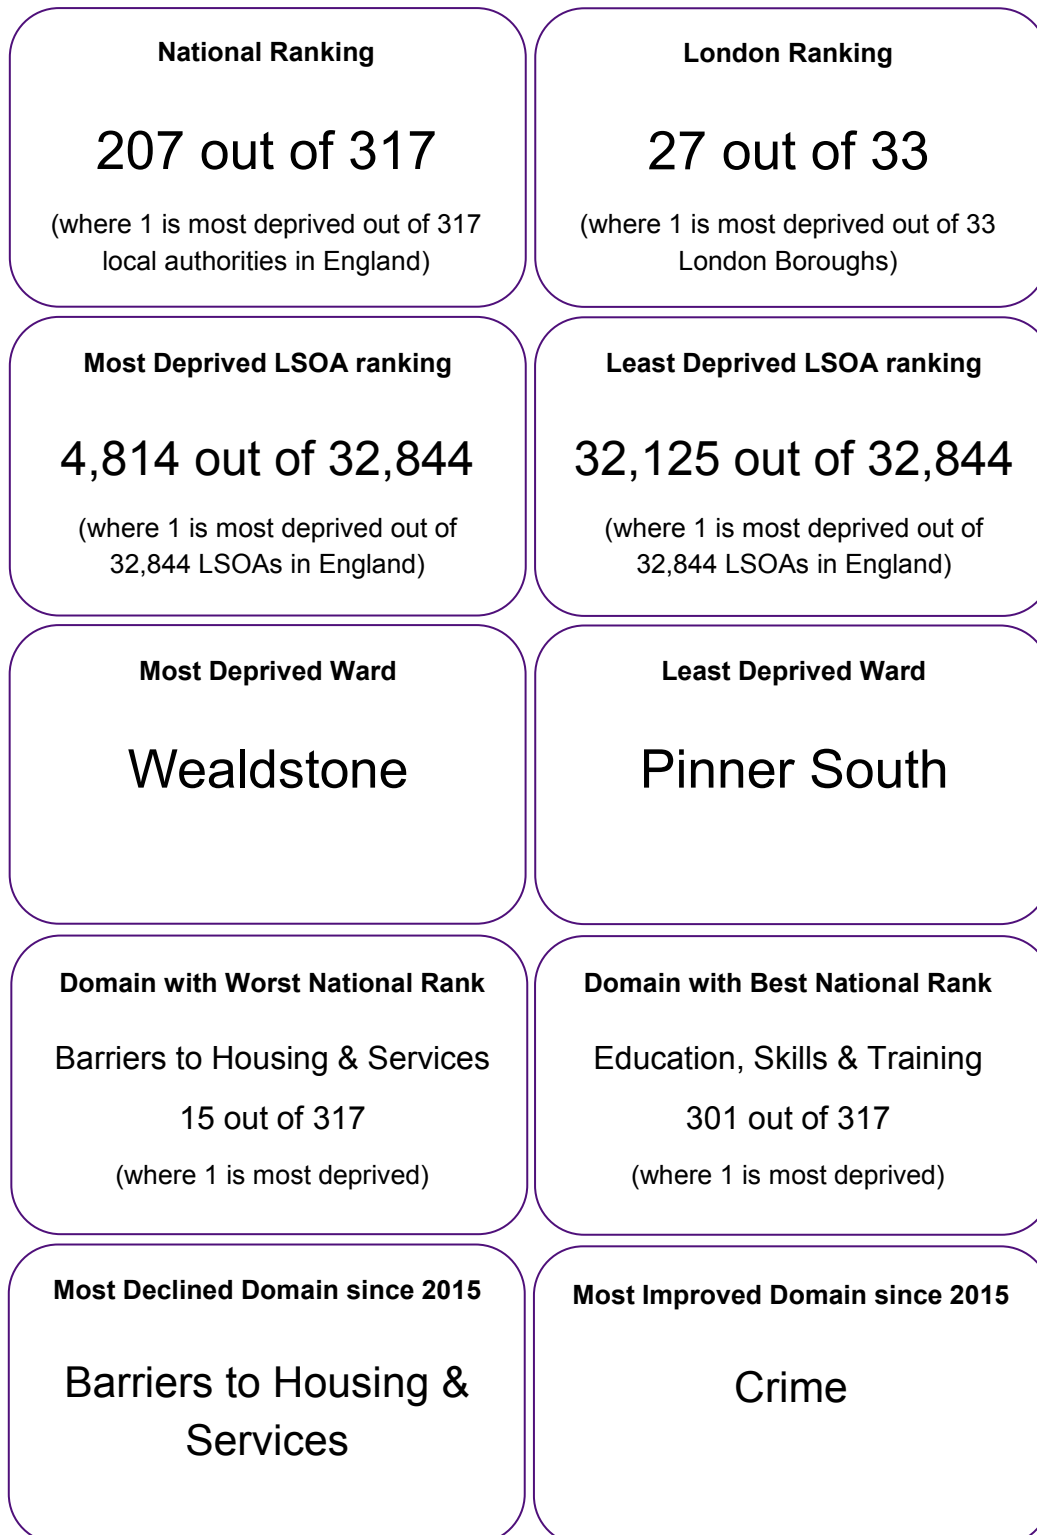 National Ranking
207 out of 317
(where 1 is most deprived out of 317
local authorities in England)
London Ranking
27 out of 33
(where 1 is most deprived out of 33
London Boroughs)
Most Deprived LSOA ranking
4,814 out of 32,844
(where 1 is most deprived out of
32,844 LSOAs in England)
Least Deprived LSOA ranking
32,125 out of 32,844
(where 1 is most deprived out of
32,844 LSOAs in England)
Most Deprived Ward
Wealdstone
Least Deprived Ward
Pinner South
Domain with Worst National Rank
Barriers to Housing & Services
15 out of 317
(where 1 is most deprived)
Domain with Best National Rank
Education, Skills & Training
301 out of 317
(where 1 is most deprived)
Most Declined Domain since 2015
Barriers to Housing &
Services
Most Improved Domain since 2015
Crime